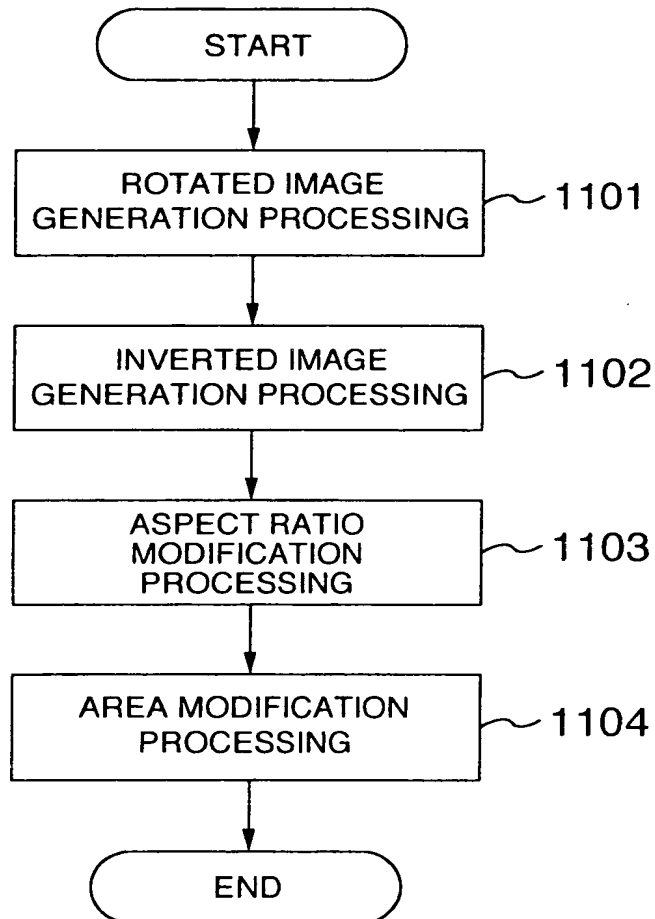 START
ROTATED IMAGE
GENERATION PROCESSING
1101
INVERTED IMAGE
GENERATION PROCESSING
1102
ASPECT RATIO
MODIFICATION
PROCESSING
1103
AREA MODIFICATION
PROCESSING
1104
END